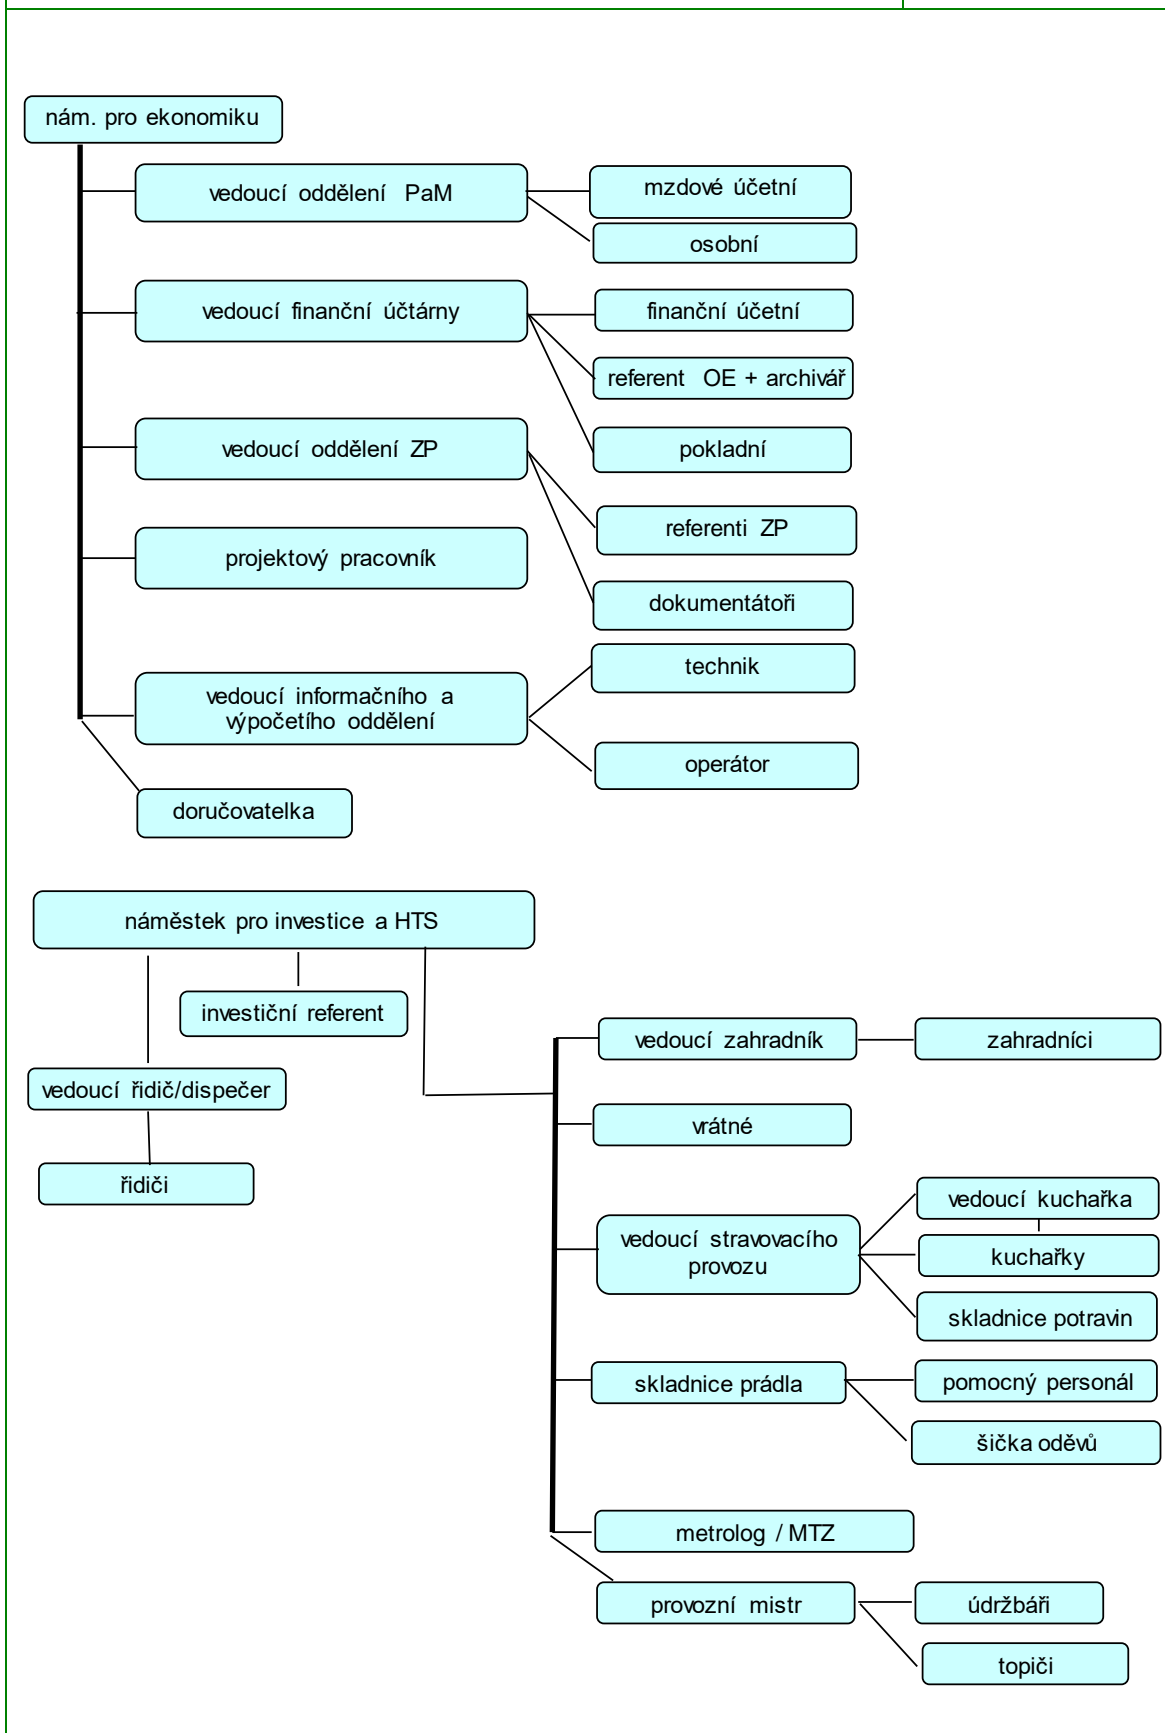 nám. pro ekonomiku
vedoucí oddělení PaM
mzdové účetní
osobní
vedoucí finanční účtárny
finanční účetní
referent OE + archivář
pokladní
vedoucí oddělení ZP
referenti ZP
projektový pracovník
dokumentátoři
technik
vedoucí informačního a
výpočetího oddělení
operátor
doručovatelka
náměstek pro investice a HTS
investiční referent
vedoucí řidič/dispečer
řidiči
vedoucí zahradník
zahradníci
vrátné
vedoucí stravovacího
provozu
vedoucí kuchařka
kuchařky
skladnice potravin
skladnice prádla
pomocný personál
šička oděvů
metrolog / MTZ
provozní mistr
údržbáři
topiči